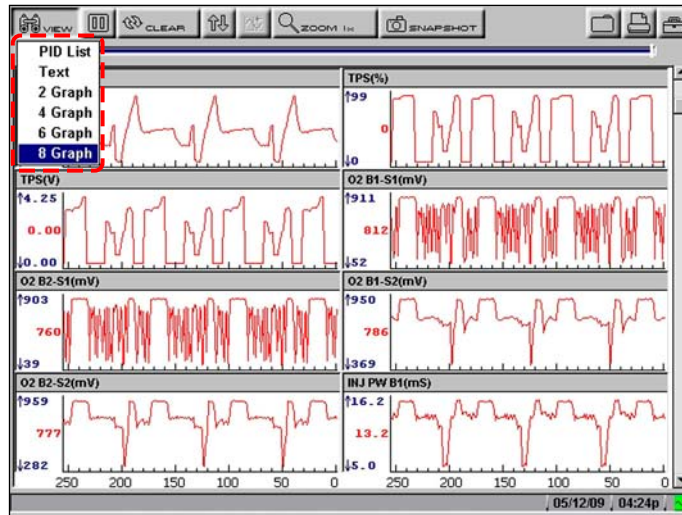 VIEW CLEAR ZOOM 1x SNAPSHOT
PID List
Text
2 Graph
4 Graph
6 Graph
8 Graph
TPS(%)
↑99
0
↓0
TPS(V)
↑4.25
0.00
↓0.00
O2 B1-S1(mV)
↑911
812
↓52
O2 B2-S1(mV)
↑903
760
↓39
O2 B1-S2(mV)
↑950
786
↓369
O2 B2-S2(mV)
↑959
777
↓282
INJ PW B1(mS)
↑16.2
13.2
↓5.0
250 200 150 100 50 0 250 200 150 100 50 0
05/12/09 04:24p